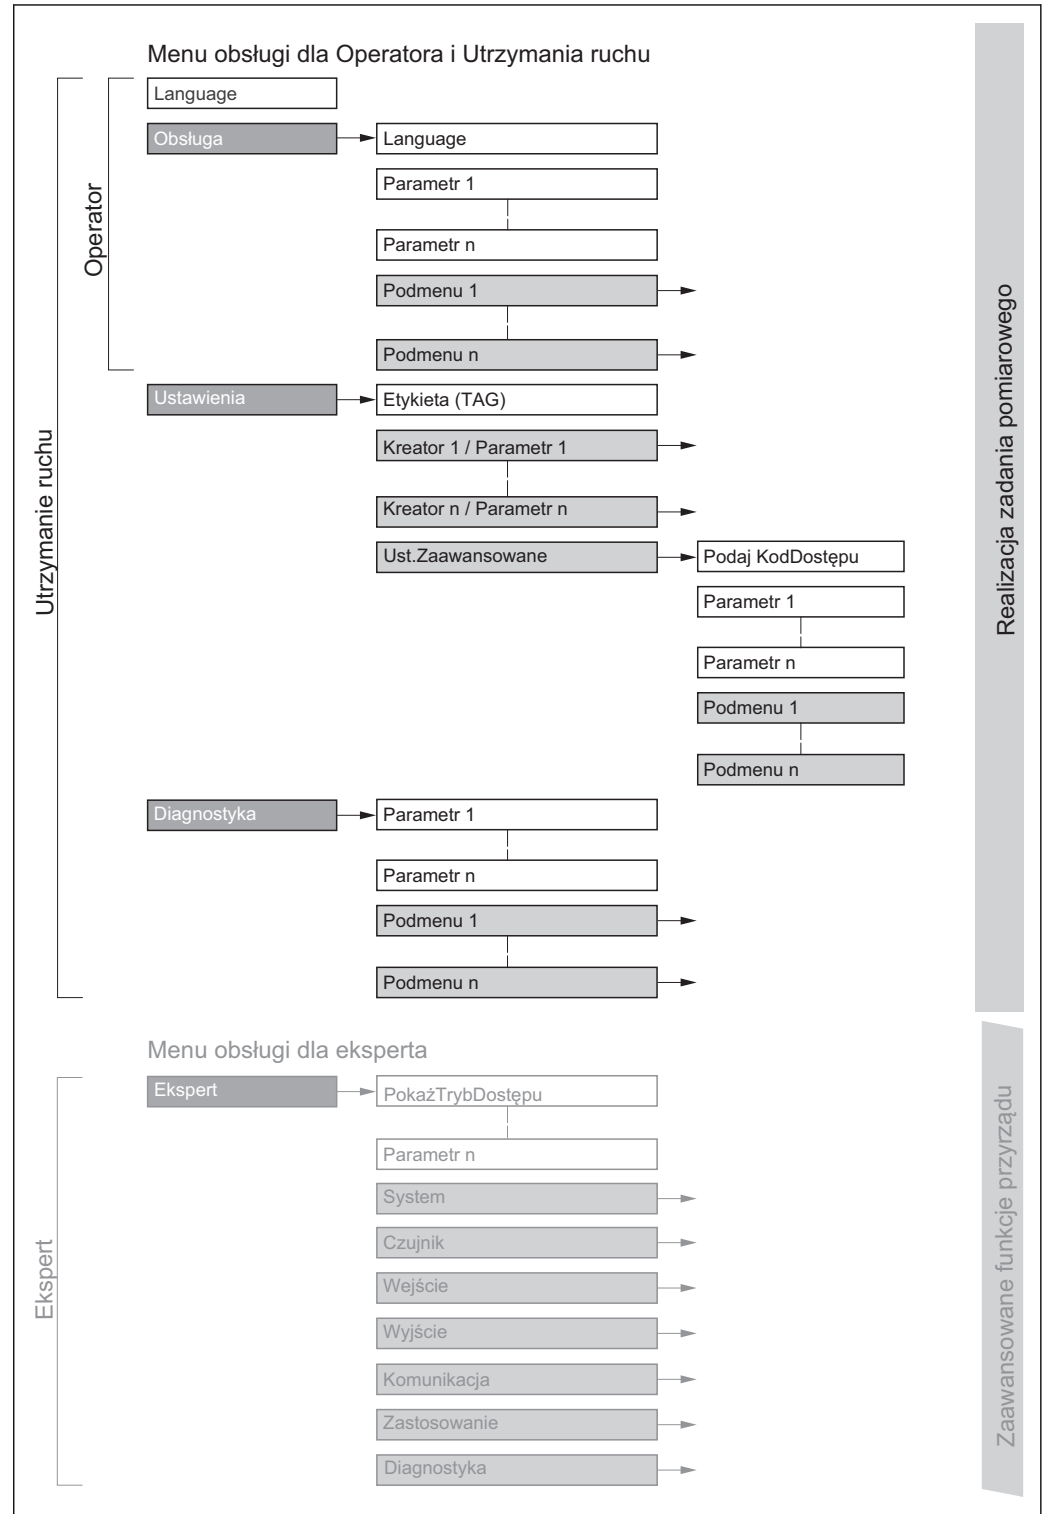 Menu obsługi dla Operatora i Utrzymania ruchu
Language
Obsługa
Language
Parametr 1
Parametr n
Podmenu 1
Podmenu n
Operator
Ustawienia
Etykieta (TAG)
Kreator 1 / Parametr 1
Kreator n / Parametr n
Ust.Zaawansowane
Podaj KodDostępu
Parametr 1
Parametr n
Podmenu 1
Podmenu n
Diagnostyka
Parametr 1
Parametr n
Podmenu 1
Podmenu n
Utrzymanie ruchu
Realizacja zadania pomiarowego
Menu obsługi dla eksperta
Ekspert
PokażTrybDostępu
Parametr n
System
Czujnik
Wejście
Wyjście
Komunikacja
Zastosowanie
Diagnostyka
Ekspert
Zaawansowane funkcje przyrządu